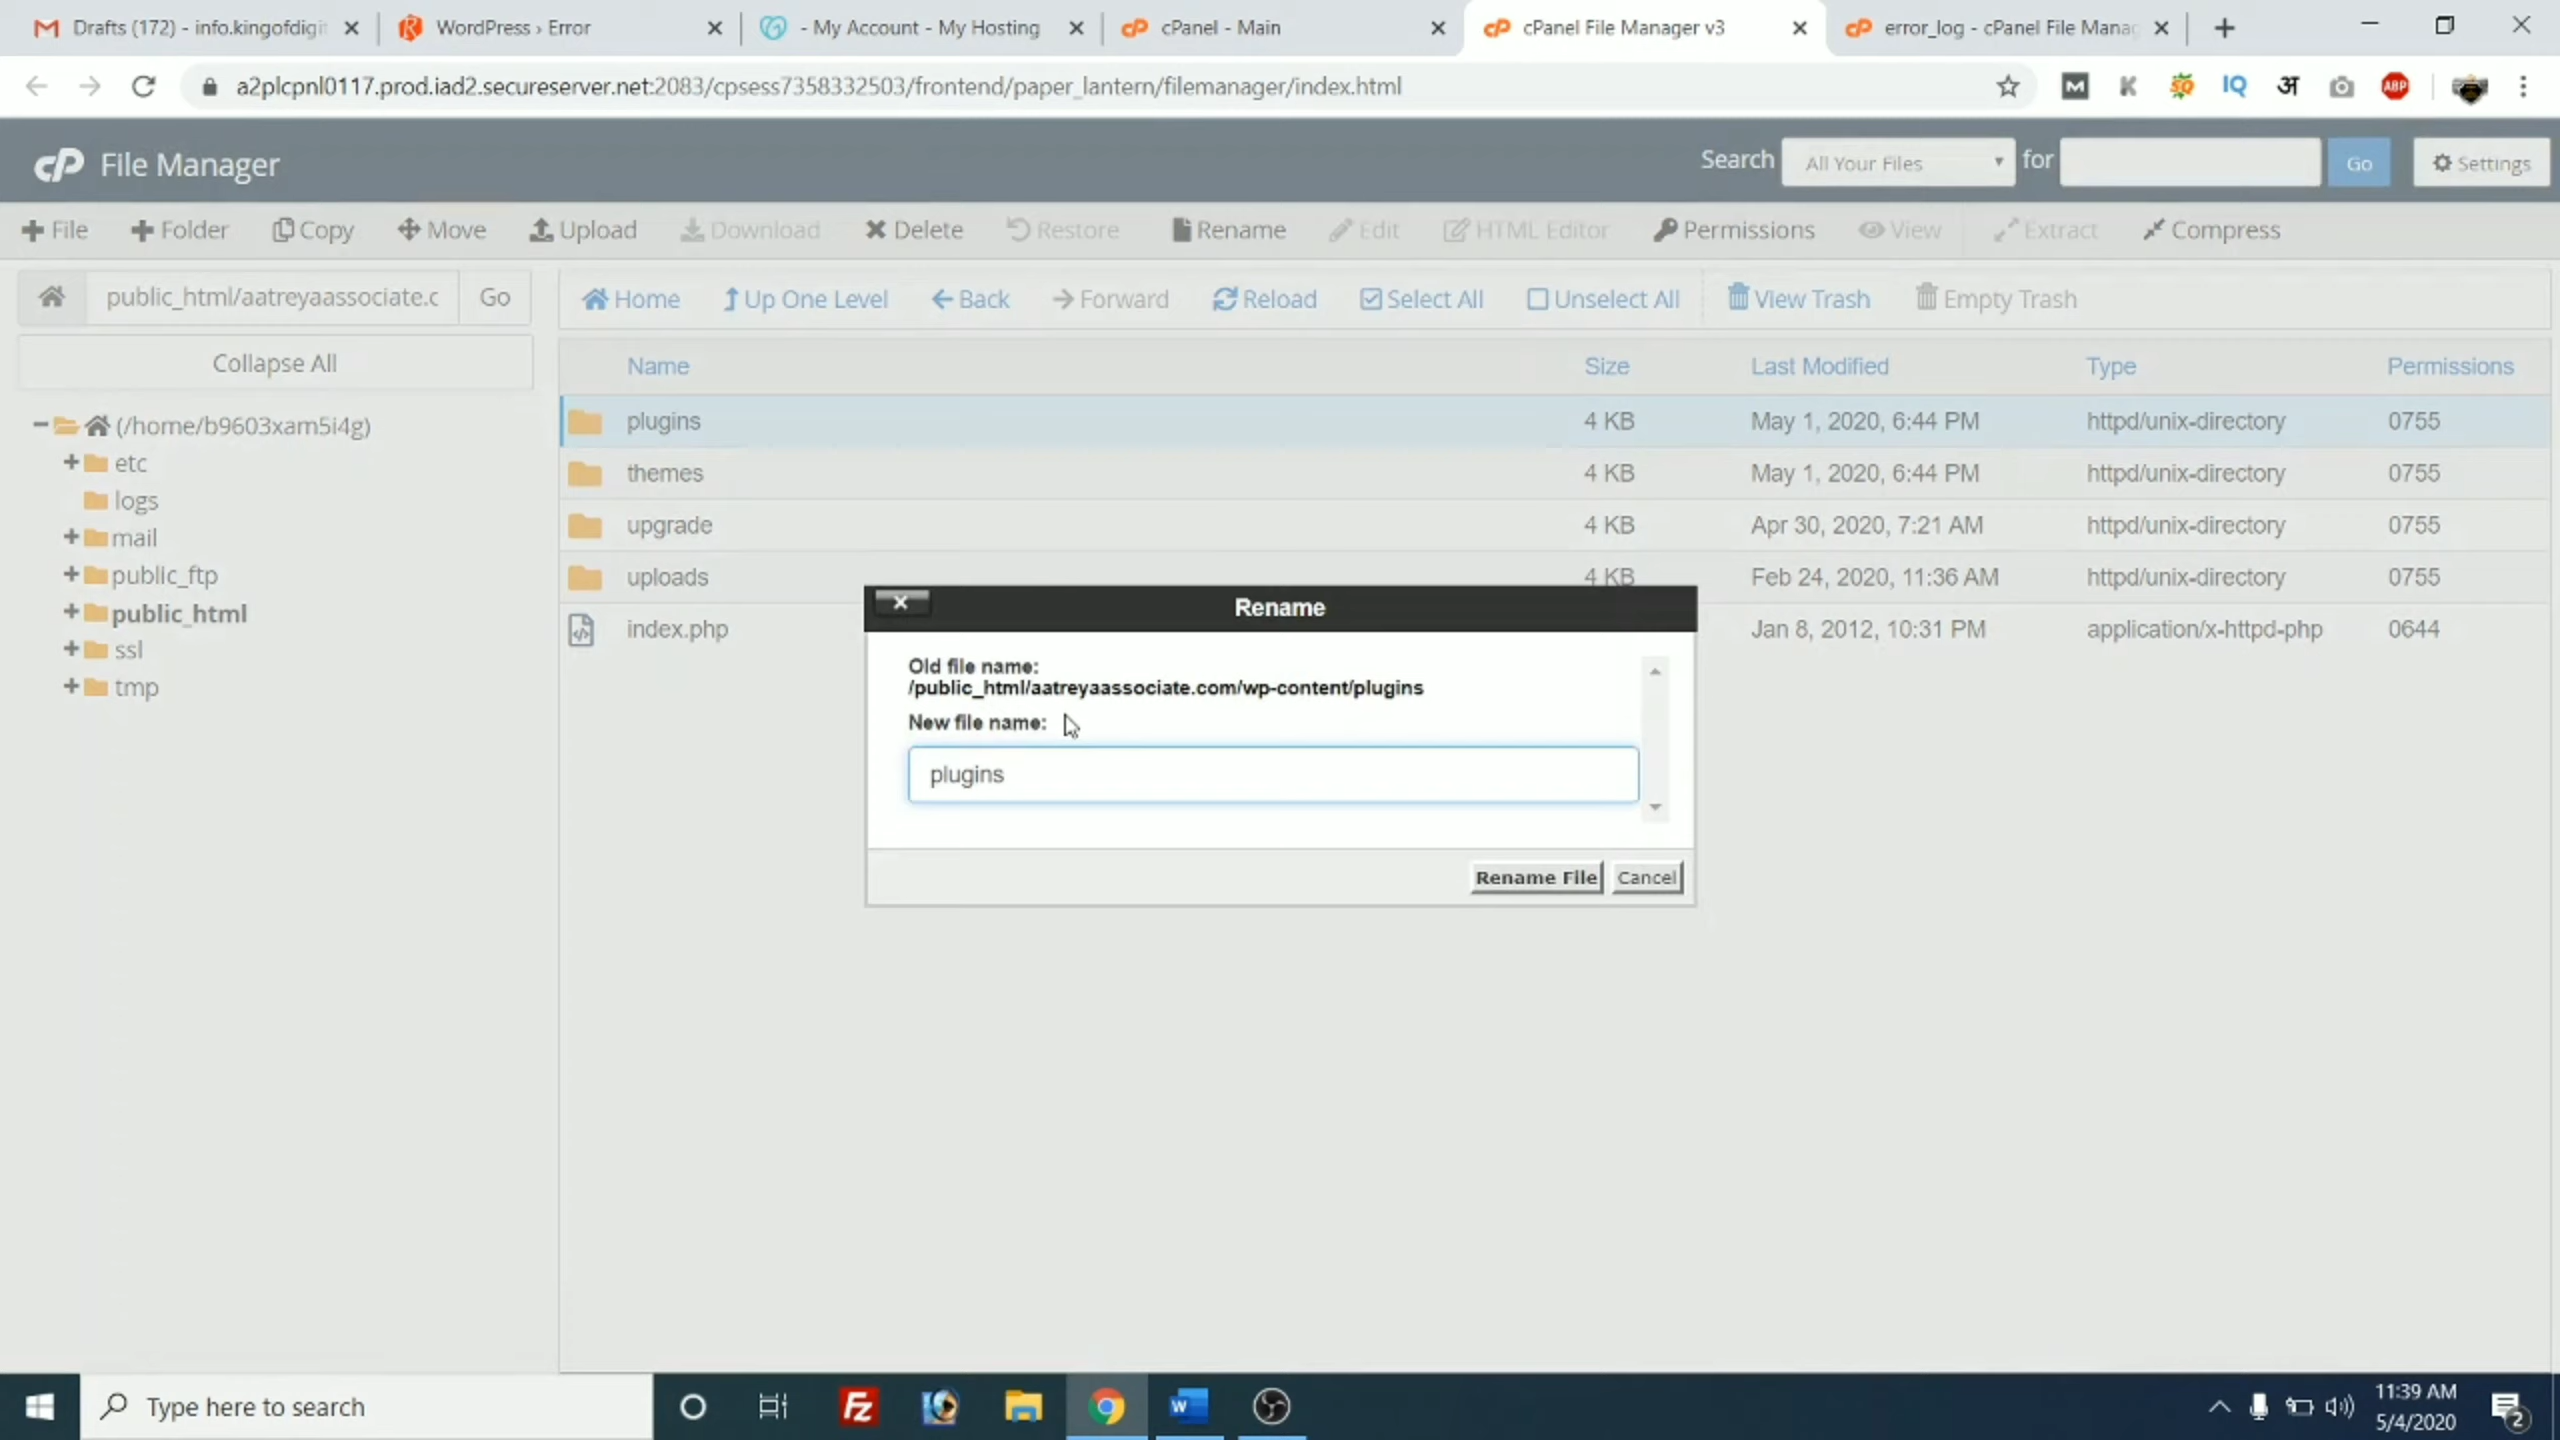 Drafts (172) - info.kingofdigit
WordPress › Error
- My Account - My Hosting
cPanel - Main
cPanel File Manager v3
error_log - cPanel File Manag
a2plcpnl0117.prod.iad2.secureserver.net:2083/cpsess7358332503/frontend/paper_lantern/filemanager/index.html
M K SQ IQ अ ABP
cP File Manager
Search All Your Files for Go Settings
File Folder Copy Move Upload Download Delete Restore Rename Edit HTML Editor Permissions View Extract Compress
public_html/aatreyaassociate.c Go
Home Up One Level Back Forward Reload Select All Unselect All View Trash Empty Trash
Collapse All
(/home/b9603xam5i4g)
etc
logs
mail
public_ftp
public_html
ssl
tmp
Name Size Last Modified Type Permissions
plugins 4 KB May 1, 2020, 6:44 PM httpd/unix-directory 0755
themes 4 KB May 1, 2020, 6:44 PM httpd/unix-directory 0755
upgrade 4 KB Apr 30, 2020, 7:21 AM httpd/unix-directory 0755
uploads 4 KB Feb 24, 2020, 11:36 AM httpd/unix-directory 0755
index.php Jan 8, 2012, 10:31 PM application/x-httpd-php 0644
Rename
Old file name:
/public_html/aatreyaassociate.com/wp-content/plugins
New file name:
plugins
Rename File Cancel
Type here to search
11:39 AM
5/4/2020
2